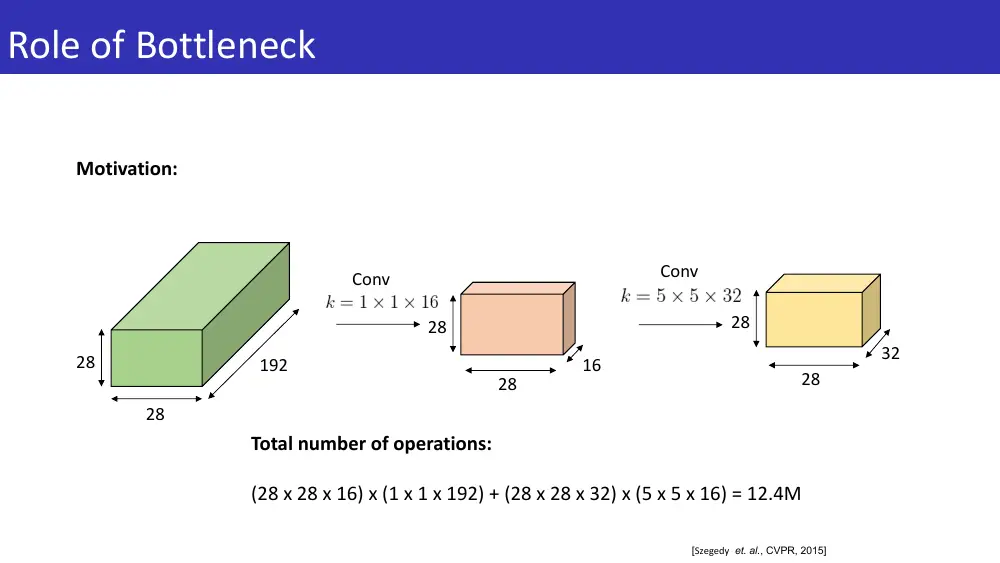 Role of Bottleneck
Motivation:
Conv
k = 1 × 1 × 16
Conv
k = 5 × 5 × 32
28
192
28
28
16
28
28
32
28
Total number of operations:
(28 x 28 x 16) x (1 x 1 x 192) + (28 x 28 x 32) x (5 x 5 x 16) = 12.4M
[Szegedy et. al., CVPR, 2015]